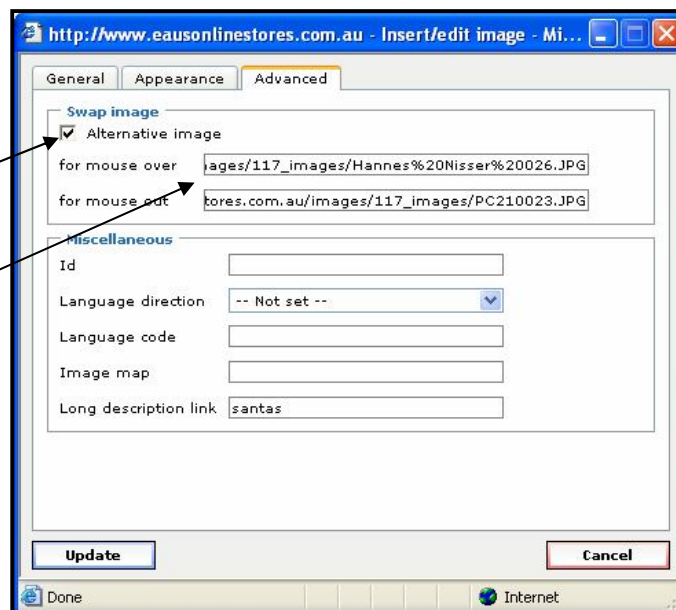 http://www.eausonlinestores.com.au - Insert/edit image - Mi...
General Appearance Advanced
Swap image
Alternative image
for mouse over ages/117_images/Hannes%20Nisser%20026.JPG
for mouse out tores.com.au/images/117_images/PC210023.JPG
Miscellaneous
Id
Language direction -- Not set --
Language code
Image map
Long description link santas
Update Cancel
Done Internet